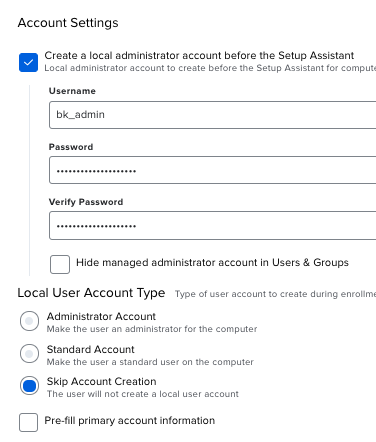 Account Settings
Create a local administrator account before the Setup Assistant
Local administrator account to create before the Setup Assistant for
Username
bk_admin
Password
••••••••••••••••••••
Verify Password
••••••••••••••••••••
Hide managed administrator account in Users & Groups
Local User Account Type Type of user account to create during
Administrator Account
Make the user an administrator for the computer
Standard Account
Make the user a standard user on the computer
Skip Account Creation
The user will not create a local user account
Pre-fill primary account information